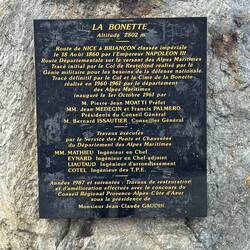 LA BONETTE
Altitude 2802 m.
Route de NICE à BRIANÇON classée impériale
le 18 Août 1860 par l'Empereur NAPOLEON III.
Route Départementale sur le versant des Alpes Maritimes
Tracé initial par le Col de Restefond réalisé par le
Génie militaire pour les besoins de la défense nationale.
Tracé définitif par le Col et la Cime de la Bonette
réalisé en 1960-1961 par le département
des Alpes Maritimes
inauguré le 1er Octobre 1961 par
M. Pierre-Jean MOATTI Préfet
MM. Jean MEDECIN et Francis PALMERO,
Présidents du Conseil Général
M. Bernard ISSAUTIER Conseiller Général
Travaux exécutés
par le Service des Ponts et Chaussées
du Département des Alpes Maritimes
MM. MATHIEU Ingénieur en Chef
EYNARD Ingénieur en Chef-adjoint
LIAUTAUD Ingénieur d'arrondissement
COTEL Ingénieur des T.P.E.
Années 1987 et suivantes : Travaux de restauration
et d'amélioration effectués avec le concours du
Conseil Régional Provence-Alpes-Côte d'Azur
sous la présidence de
Monsieur Jean-Claude GAUDIN.